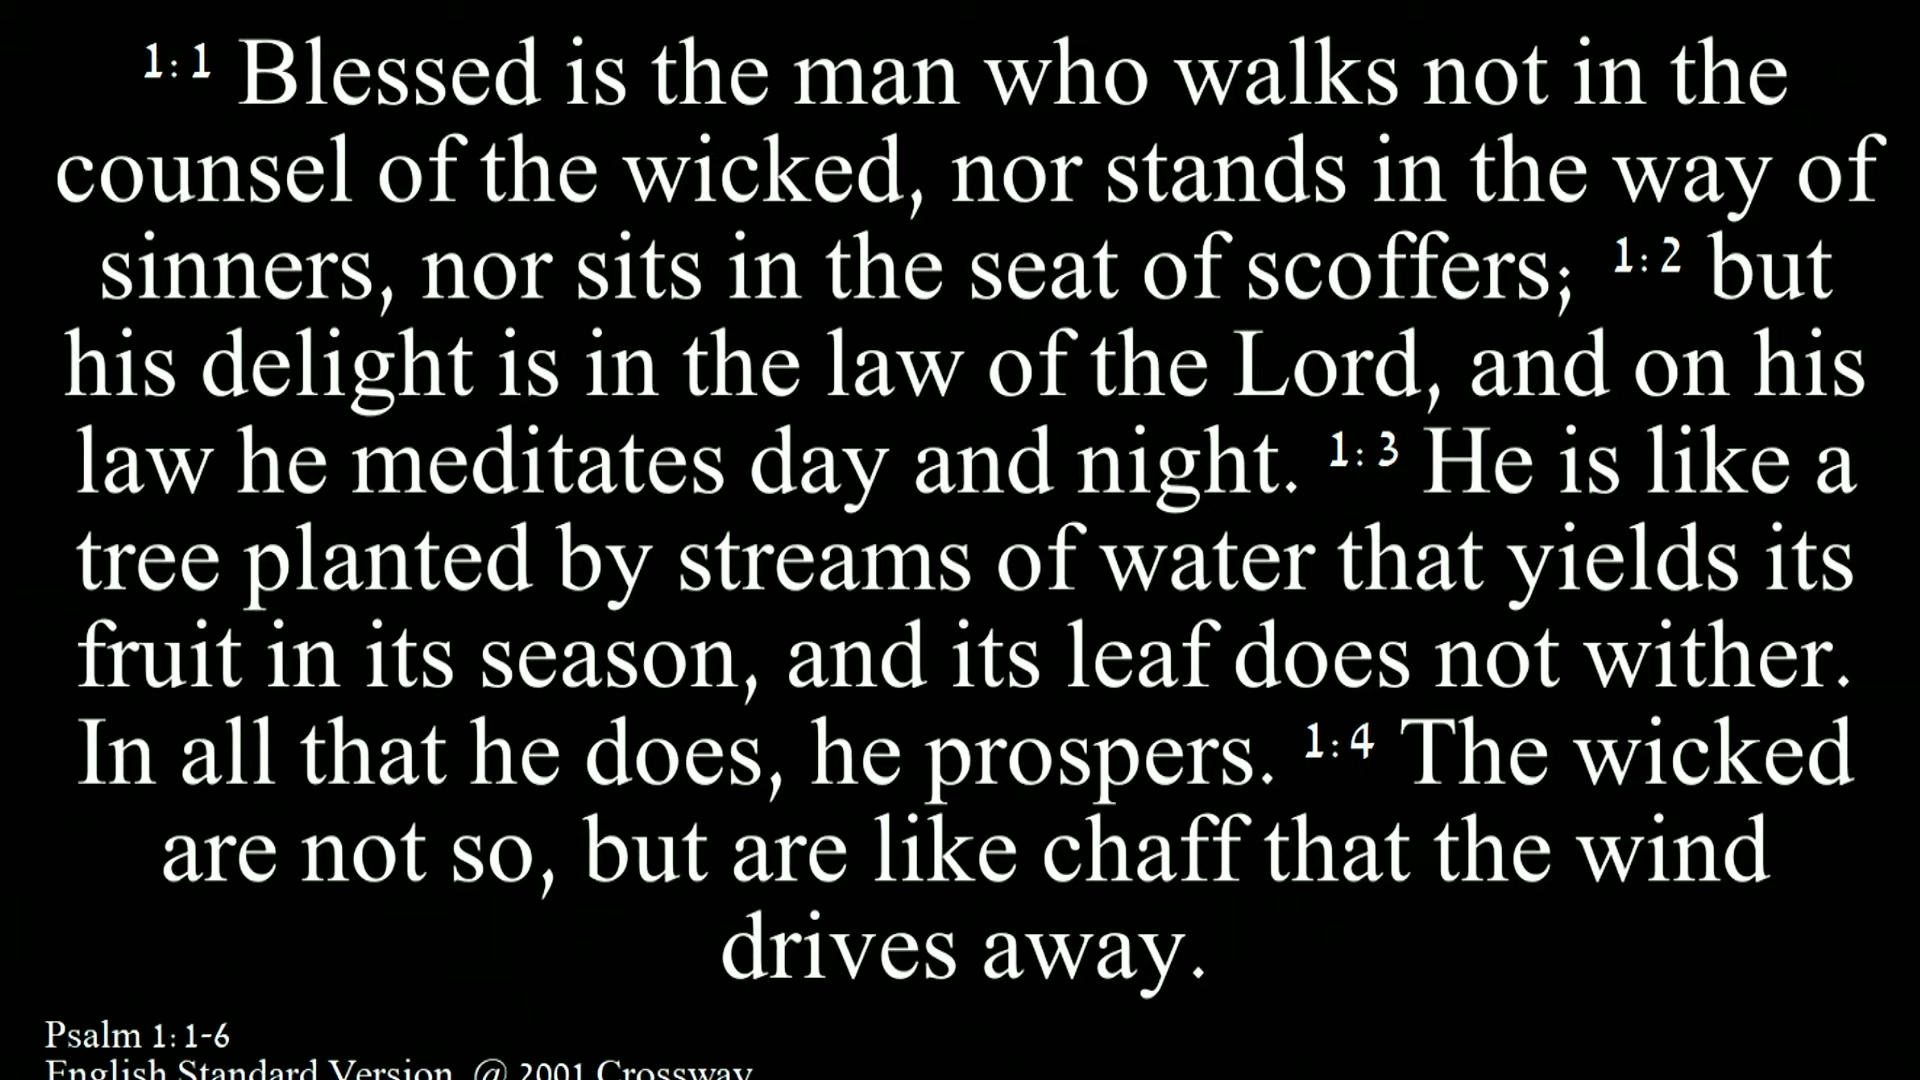 1:1 Blessed is the man who walks not in the
counsel of the wicked, nor stands in the way of
sinners, nor sits in the seat of scoffers; 1:2 but
his delight is in the law of the Lord, and on his
law he meditates day and night. 1:3 He is like a
tree planted by streams of water that yields its
fruit in its season, and its leaf does not wither.
In all that he does, he prospers. 1:4 The wicked
are not so, but are like chaff that the wind
drives away.
Psalm 1:1-6
English Standard Version, @ 2001 Crossway